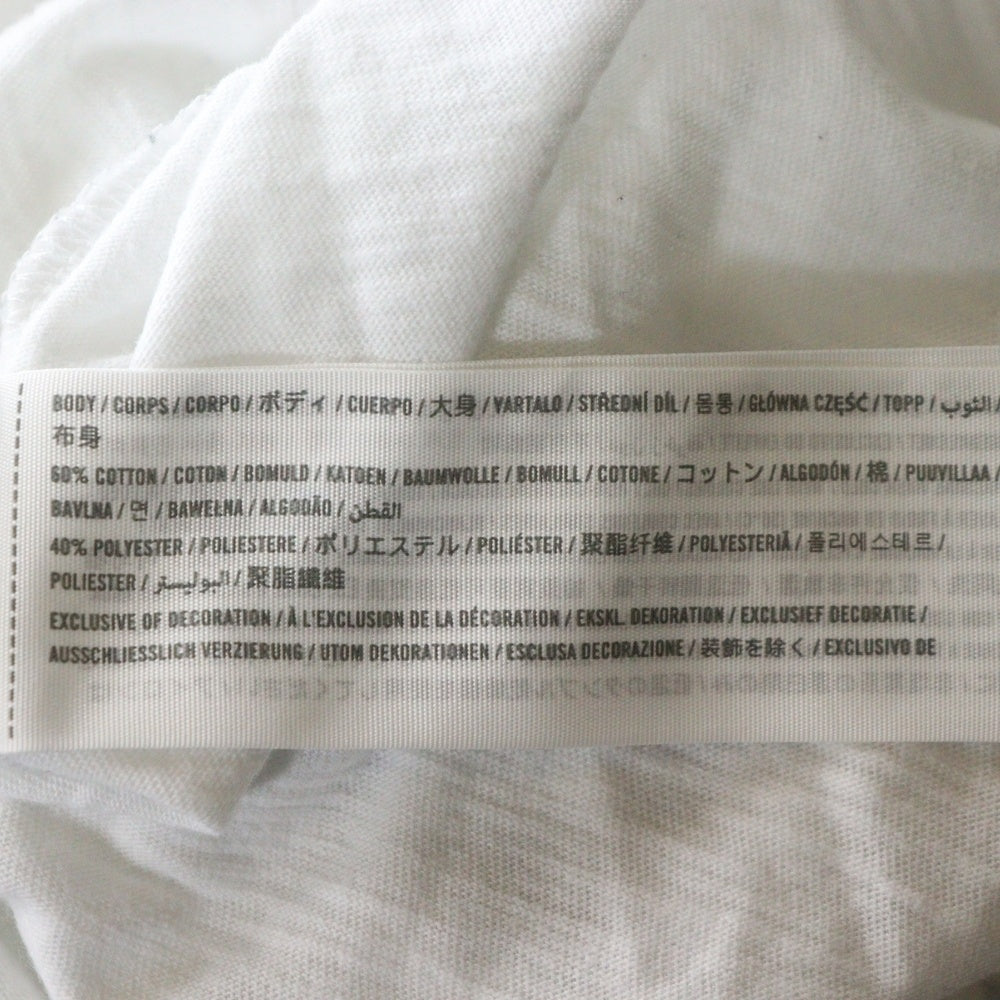 BODY / CORPS / CORPO / ボディ / CUERPO / 大身 / VARTALO / STŘEDNÍ DÍL / 몸통 / GŁÓWNA CZĘŚĆ / TOPP / الثوب /
布身
60% COTTON / COTON / BOMULD / KATOEN / BAUMWOLLE / BOMULL / COTONE / コットン / ALGODÓN / 棉 / PUUVILLAA /
BAVLNA / 면 / BAWEŁNA / ALGODÃO / القطن
40% POLYESTER / POLIESTERE / ポリエステル / POLIÉSTER / 聚酯纤维 / POLYESTERIÄ / 폴리에스테르 /
POLIESTER / البوليستر / 聚脂纖維
EXCLUSIVE OF DECORATION / À L'EXCLUSION DE LA DÉCORATION / EKSKL. DEKORATION / EXCLUSIEF DECORATIE /
AUSSCHLIESSLICH VERZIERUNG / UTOM DEKORATIONEN / ESCLUSA DECORAZIONE / 装飾を除く / EXCLUSIVO DE